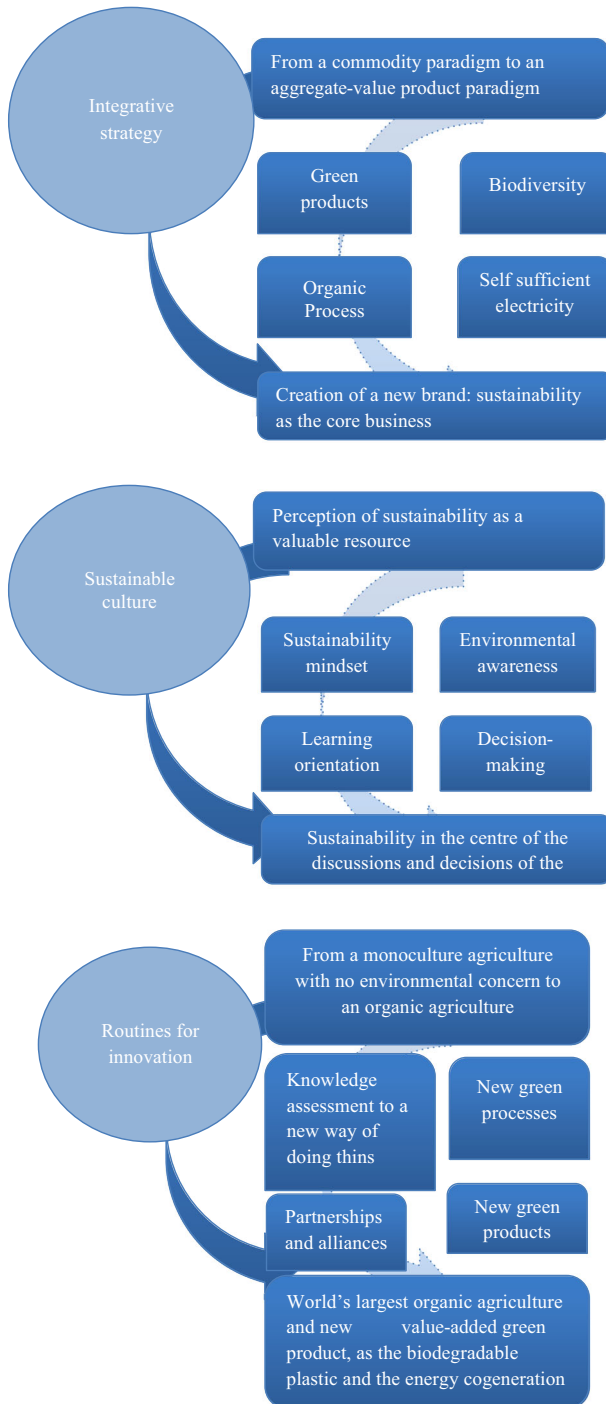 Integrative
strategy
From a commodity paradigm to an
aggregate-value product paradigm
Green
products
Biodiversity
Organic
Process
Self sufficient
electricity
Creation of a new brand: sustainability
as the core business
Sustainable
culture
Perception of sustainability as a
valuable resource
Sustainability
mindset
Environmental
awareness
Learning
orientation
Decision-
making
Sustainability in the centre of the
discussions and decisions of the
Routines for
innovation
From a monoculture agriculture
with no environmental concern to
an organic agriculture
Knowledge
assessment to a
new way of
doing thins
New green
processes
Partnerships
and alliances
New green
products
World’s largest organic agriculture
and new value-added green
product, as the biodegradable
plastic and the energy cogeneration